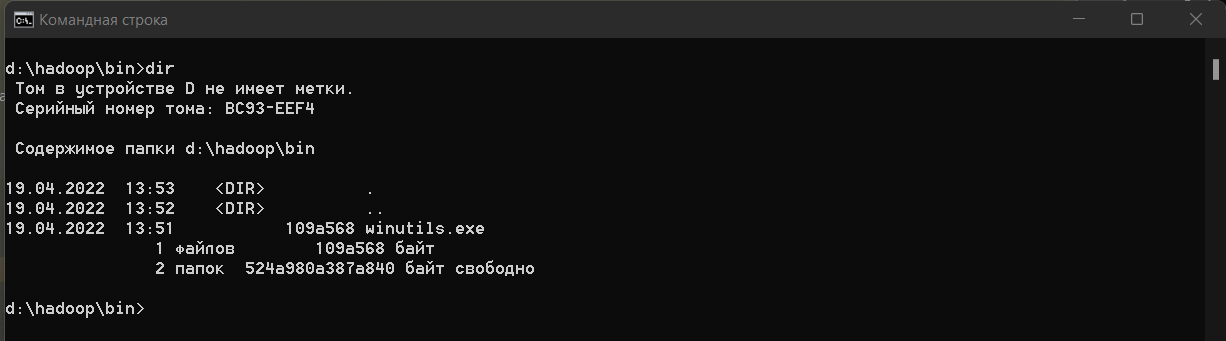 Командная строка
d:\hadoop\bin>dir
Том в устройстве D не имеет метки.
Серийный номер тома: BC93-EEF4
Содержимое папки d:\hadoop\bin
19.04.2022  13:53    <DIR>          .
19.04.2022  13:52    <DIR>          ..
19.04.2022  13:51           109a568 winutils.exe
1 файлов        109a568 байт
2 папок  524a980a387a840 байт свободно
d:\hadoop\bin>